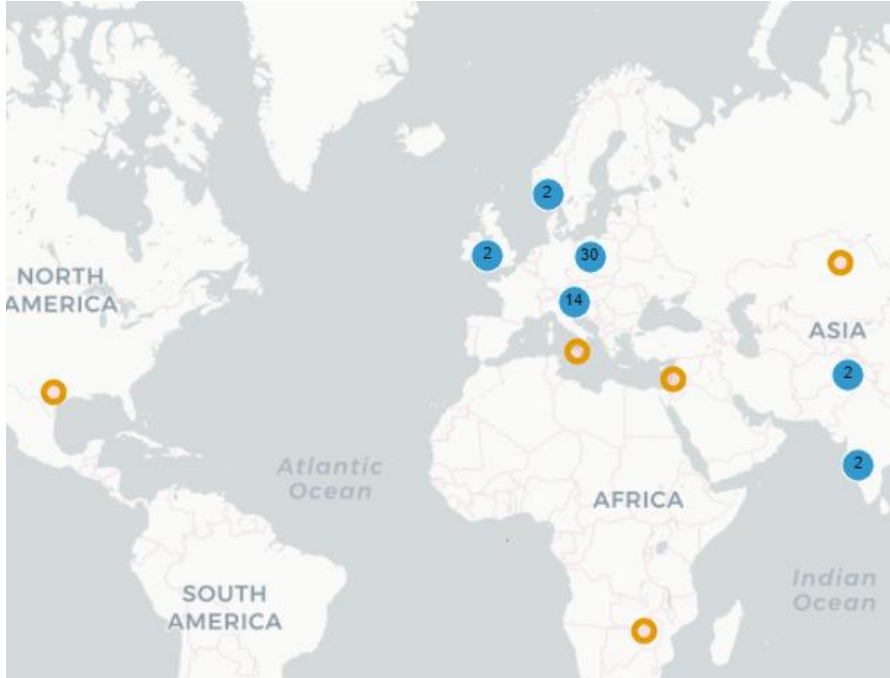 2
2
30
NORTH
AMERICA
14
ASIA
2
Atlantic
Ocean
2
AFRICA
Indian
Ocean
SOUTH
AMERICA